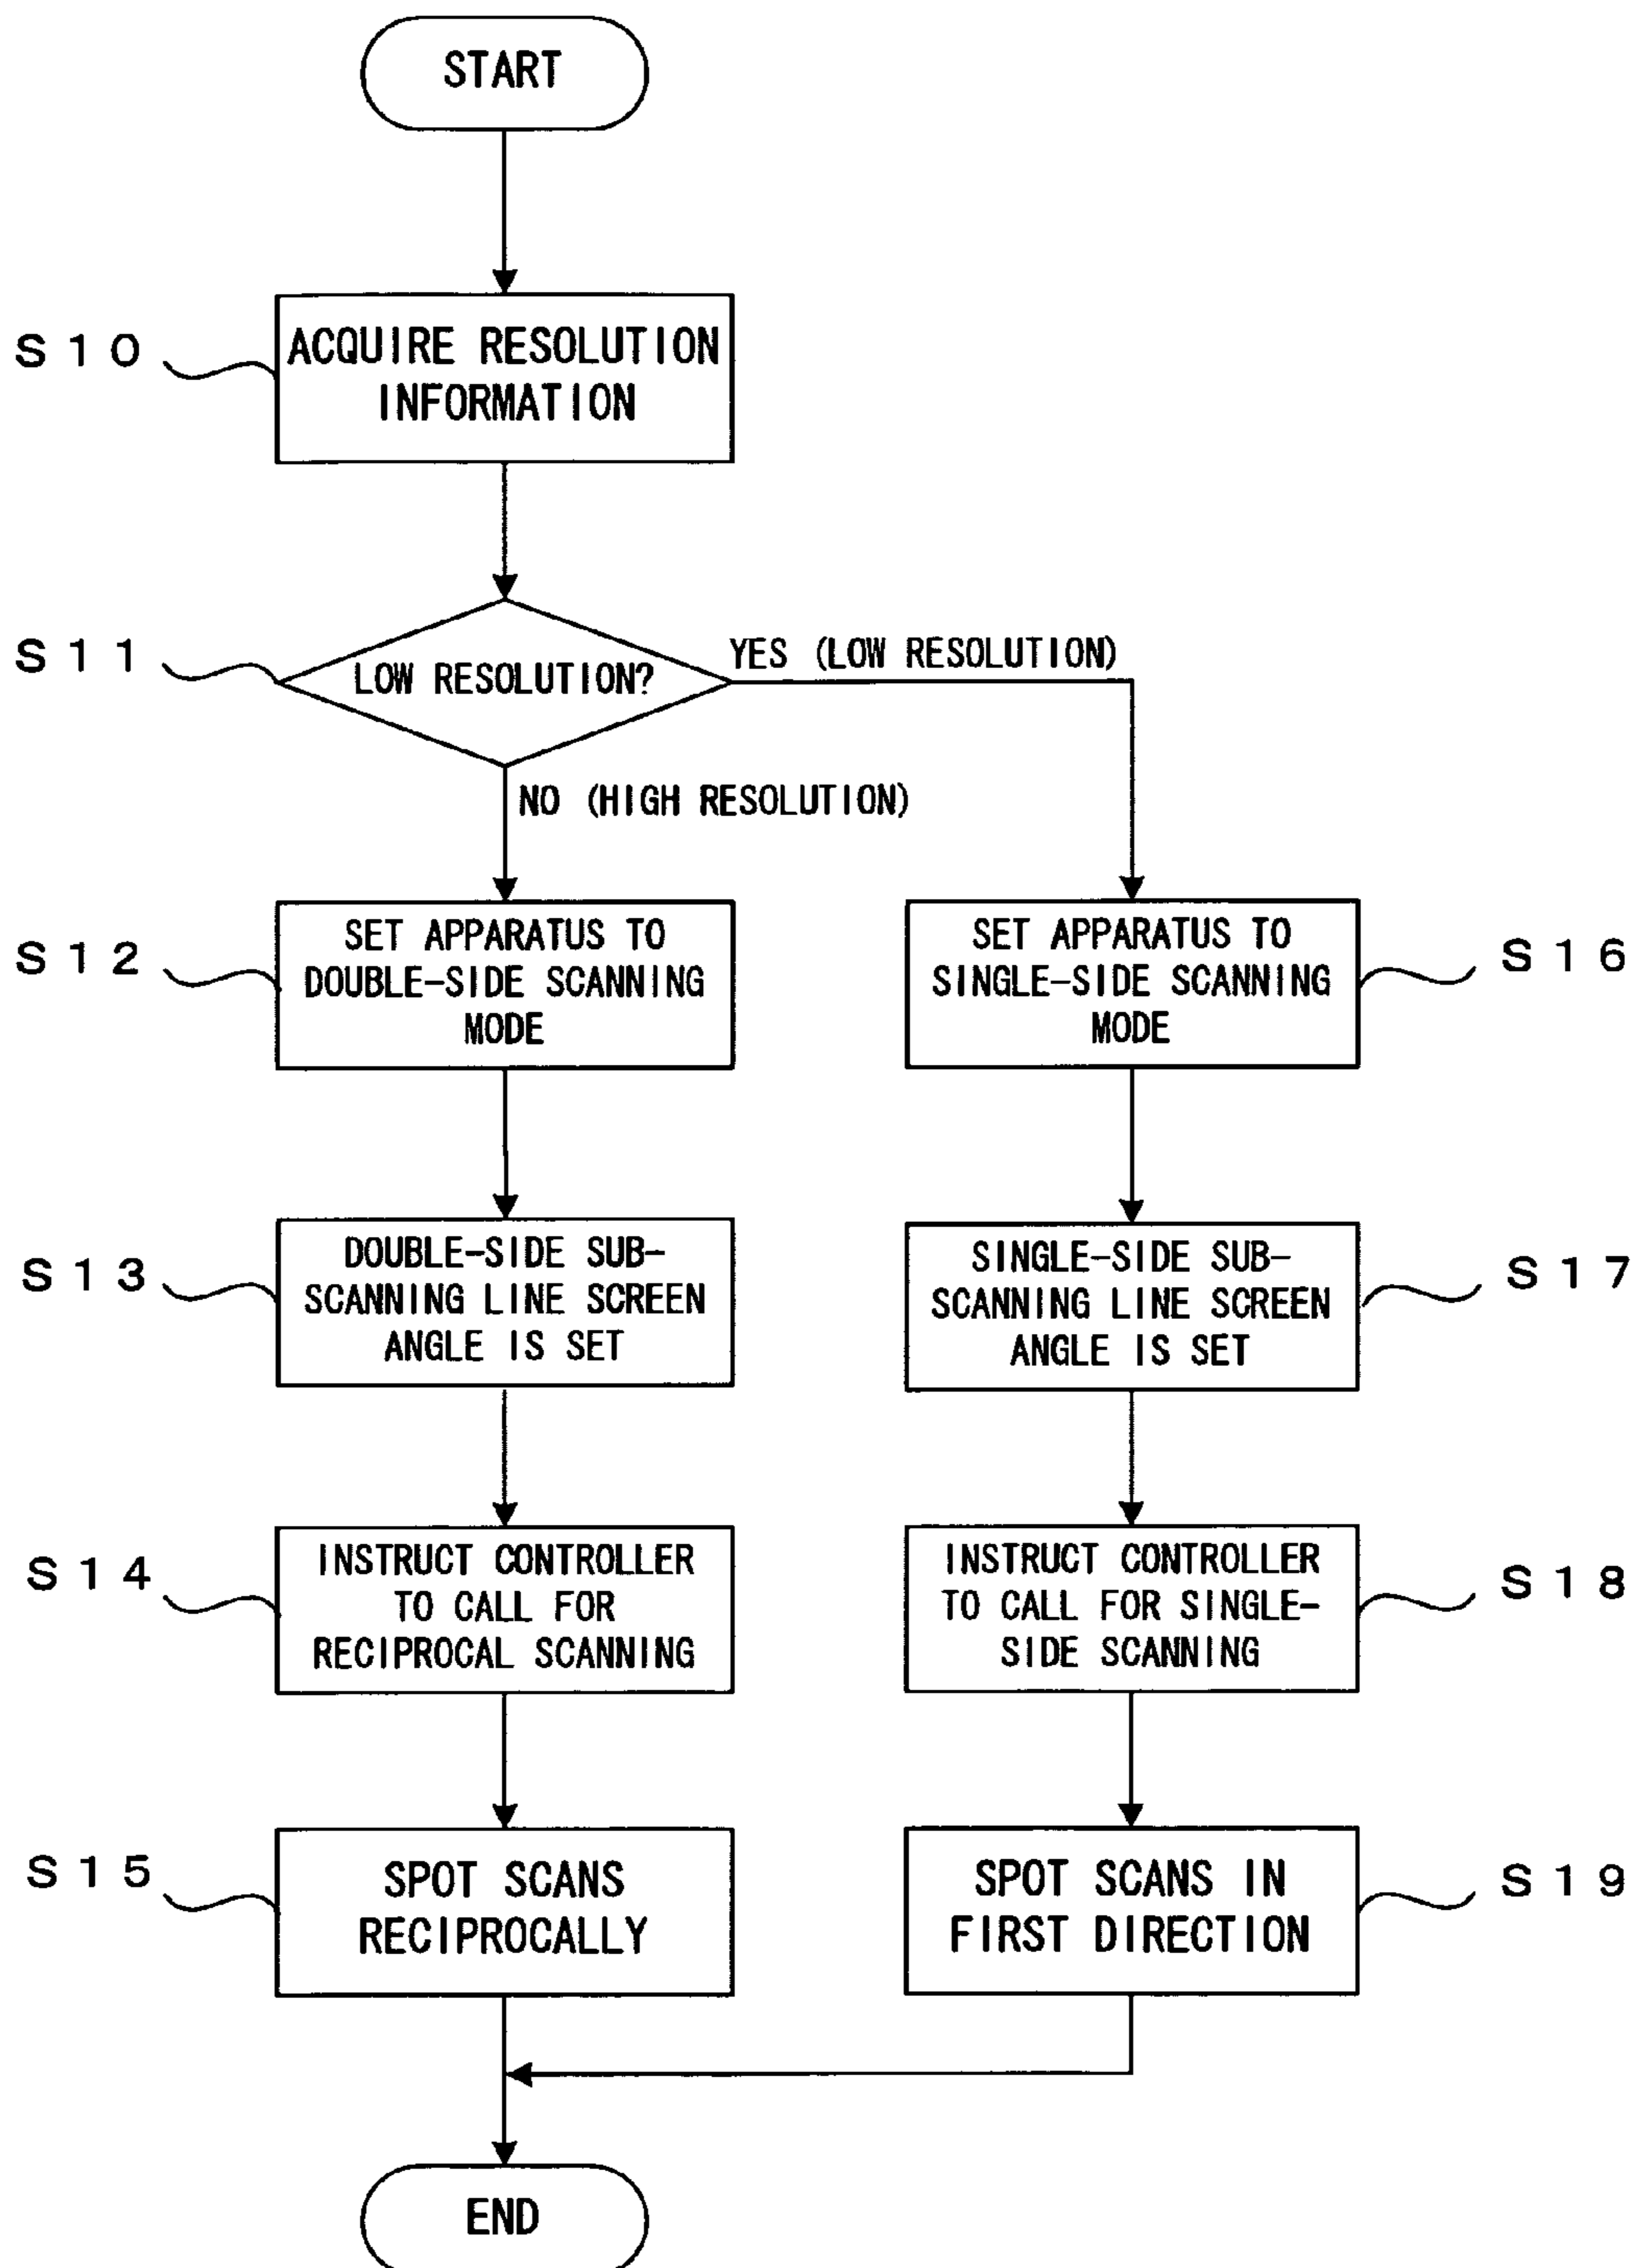 START
S10
ACQUIRE RESOLUTION
INFORMATION
S11
LOW RESOLUTION?
YES (LOW RESOLUTION)
NO (HIGH RESOLUTION)
S12
SET APPARATUS TO
DOUBLE-SIDE SCANNING
MODE
SET APPARATUS TO
SINGLE-SIDE SCANNING
MODE
S16
S13
DOUBLE-SIDE SUB-
SCANNING LINE SCREEN
ANGLE IS SET
SINGLE-SIDE SUB-
SCANNING LINE SCREEN
ANGLE IS SET
S17
S14
INSTRUCT CONTROLLER
TO CALL FOR
RECIPROCAL SCANNING
INSTRUCT CONTROLLER
TO CALL FOR SINGLE-
SIDE SCANNING
S18
S15
SPOT SCANS
RECIPROCALLY
SPOT SCANS IN
FIRST DIRECTION
S19
END